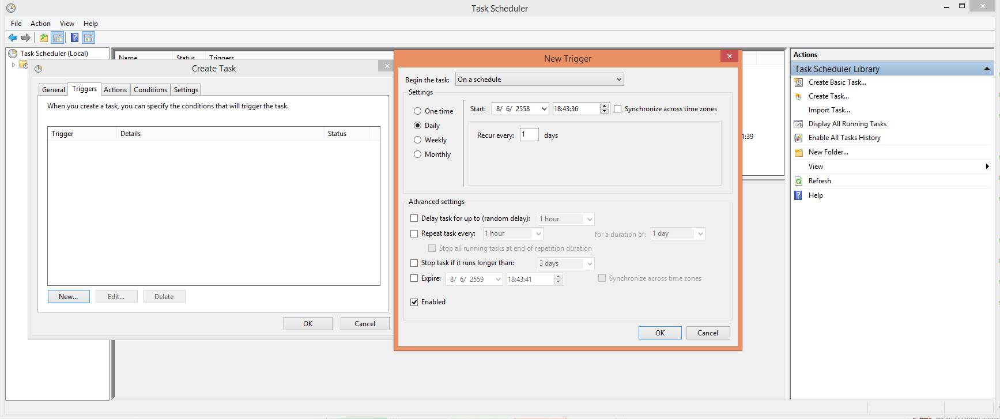 Task Scheduler
File Action View Help
Task Scheduler (Local)
Name Status Triggers
Create Task
General Triggers Actions Conditions Settings
When you create a task, you can specify the conditions that will trigger the task.
Trigger Details Status
New... Edit... Delete
OK Cancel
New Trigger
Begin the task: On a schedule
Settings
One time
Daily
Weekly
Monthly
Start: 8/ 6/ 2558 18:43:36 Synchronize across time zones
Recur every: 1 days
Advanced settings
Delay task for up to (random delay): 1 hour
Repeat task every: 1 hour for a duration of: 1 day
Stop all running tasks at end of repetition duration
Stop task if it runs longer than: 3 days
Expire: 8/ 6/ 2559 18:43:41 Synchronize across time zones
Enabled
OK Cancel
1:39
Actions
Task Scheduler Library
Create Basic Task...
Create Task...
Import Task...
Display All Running Tasks
Enable All Tasks History
New Folder...
View
Refresh
Help